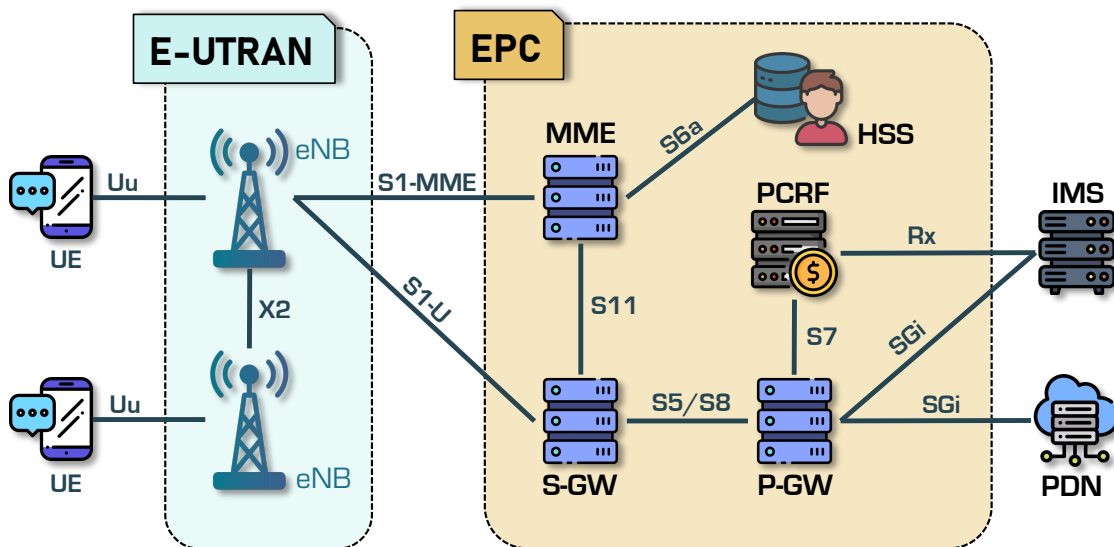 E-UTRAN
EPC
eNB
MME
S6a
HSS
Uu
UE
S1-MME
PCRF
IMS
Rx
X2
S1-U
S11
S7
SGi
Uu
UE
eNB
S5/S8
SGi
S-GW
P-GW
PDN
$